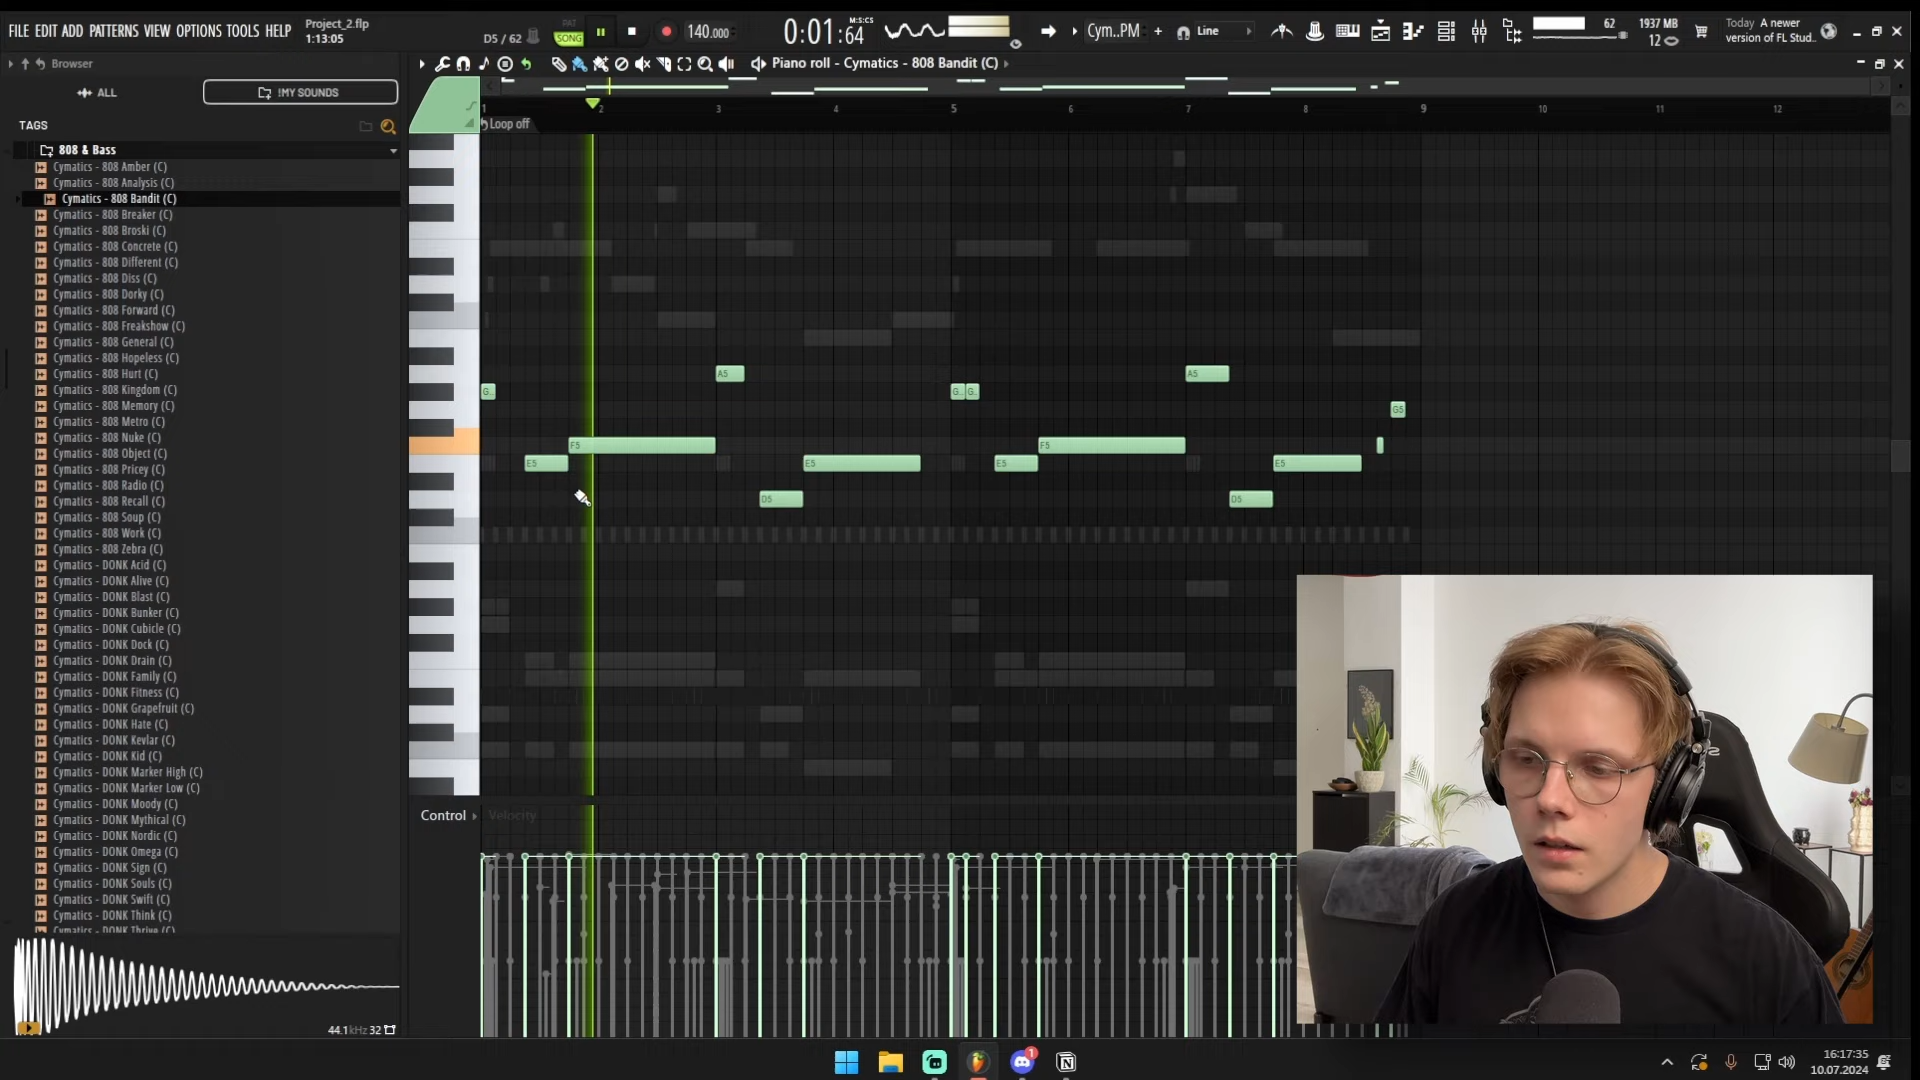 FILE EDIT ADD PATTERNS VIEW OPTIONS TOOLS HELP
Project_2.flp
1:13:05
D5 / 62
PAT
SONG
140.000
0:01:64
M:S:CS
Cym..PM
Line
62
1937 MB
12
Today A newer
version of FL Stud..
Browser
Piano roll - Cymatics - 808 Bandit (C)
ALL
!MY SOUNDS
TAGS
808 & Bass
Cymatics - 808 Amber (C)
Cymatics - 808 Analysis (C)
Cymatics - 808 Bandit (C)
Cymatics - 808 Breaker (C)
Cymatics - 808 Broski (C)
Cymatics - 808 Concrete (C)
Cymatics - 808 Different (C)
Cymatics - 808 Diss (C)
Cymatics - 808 Dorky (C)
Cymatics - 808 Forward (C)
Cymatics - 808 Freakshow (C)
Cymatics - 808 General (C)
Cymatics - 808 Hopeless (C)
Cymatics - 808 Hurt (C)
Cymatics - 808 Kingdom (C)
Cymatics - 808 Memory (C)
Cymatics - 808 Metro (C)
Cymatics - 808 Nuke (C)
Cymatics - 808 Object (C)
Cymatics - 808 Pricey (C)
Cymatics - 808 Radio (C)
Cymatics - 808 Recall (C)
Cymatics - 808 Soup (C)
Cymatics - 808 Work (C)
Cymatics - 808 Zebra (C)
Cymatics - DONK Acid (C)
Cymatics - DONK Alive (C)
Cymatics - DONK Blast (C)
Cymatics - DONK Bunker (C)
Cymatics - DONK Cubicle (C)
Cymatics - DONK Dock (C)
Cymatics - DONK Drain (C)
Cymatics - DONK Family (C)
Cymatics - DONK Fitness (C)
Cymatics - DONK Grapefruit (C)
Cymatics - DONK Hate (C)
Cymatics - DONK Kevlar (C)
Cymatics - DONK Kid (C)
Cymatics - DONK Marker High (C)
Cymatics - DONK Marker Low (C)
Cymatics - DONK Moody (C)
Cymatics - DONK Mythical (C)
Cymatics - DONK Nordic (C)
Cymatics - DONK Omega (C)
Cymatics - DONK Sign (C)
Cymatics - DONK Souls (C)
Cymatics - DONK Swift (C)
Cymatics - DONK Think (C)
Cymatics - DONK Thrive (C)
44.1kHz 32
1 2 3 4 5 6 7 8 9 10 11 12
Loop off
A5 A5
G.. G.. G.. G5
F5 F5
E5 E5 E5 E5
D5 D5
Control
Velocity
1
16:17:35
10.07.2024